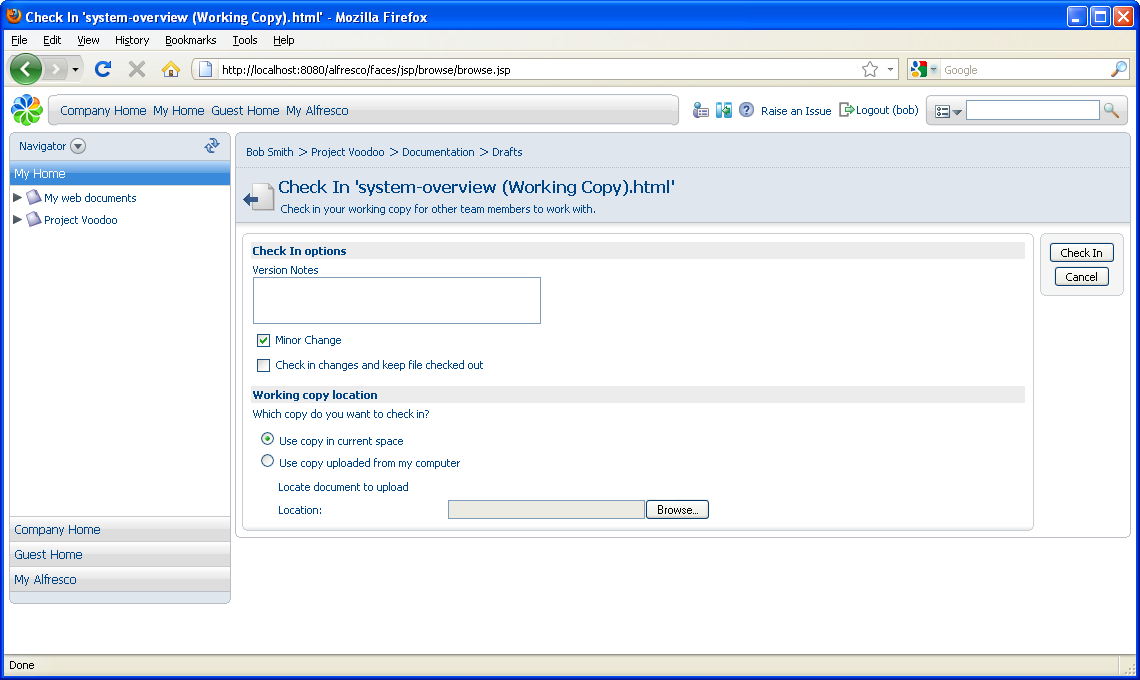 Check In 'system-overview (Working Copy).html' - Mozilla Firefox
File Edit View History Bookmarks Tools Help
http://localhost:8080/alfresco/faces/jsp/browse/browse.jsp Google
Company Home My Home Guest Home My Alfresco Raise an Issue Logout (bob)
Navigator
My Home
My web documents
Project Voodoo
Company Home
Guest Home
My Alfresco
Bob Smith > Project Voodoo > Documentation > Drafts
Check In 'system-overview (Working Copy).html'
Check in your working copy for other team members to work with.
Check In options
Version Notes
Minor Change
Check in changes and keep file checked out
Working copy location
Which copy do you want to check in?
Use copy in current space
Use copy uploaded from my computer
Locate document to upload
Location: Browse...
Check In
Cancel
Done